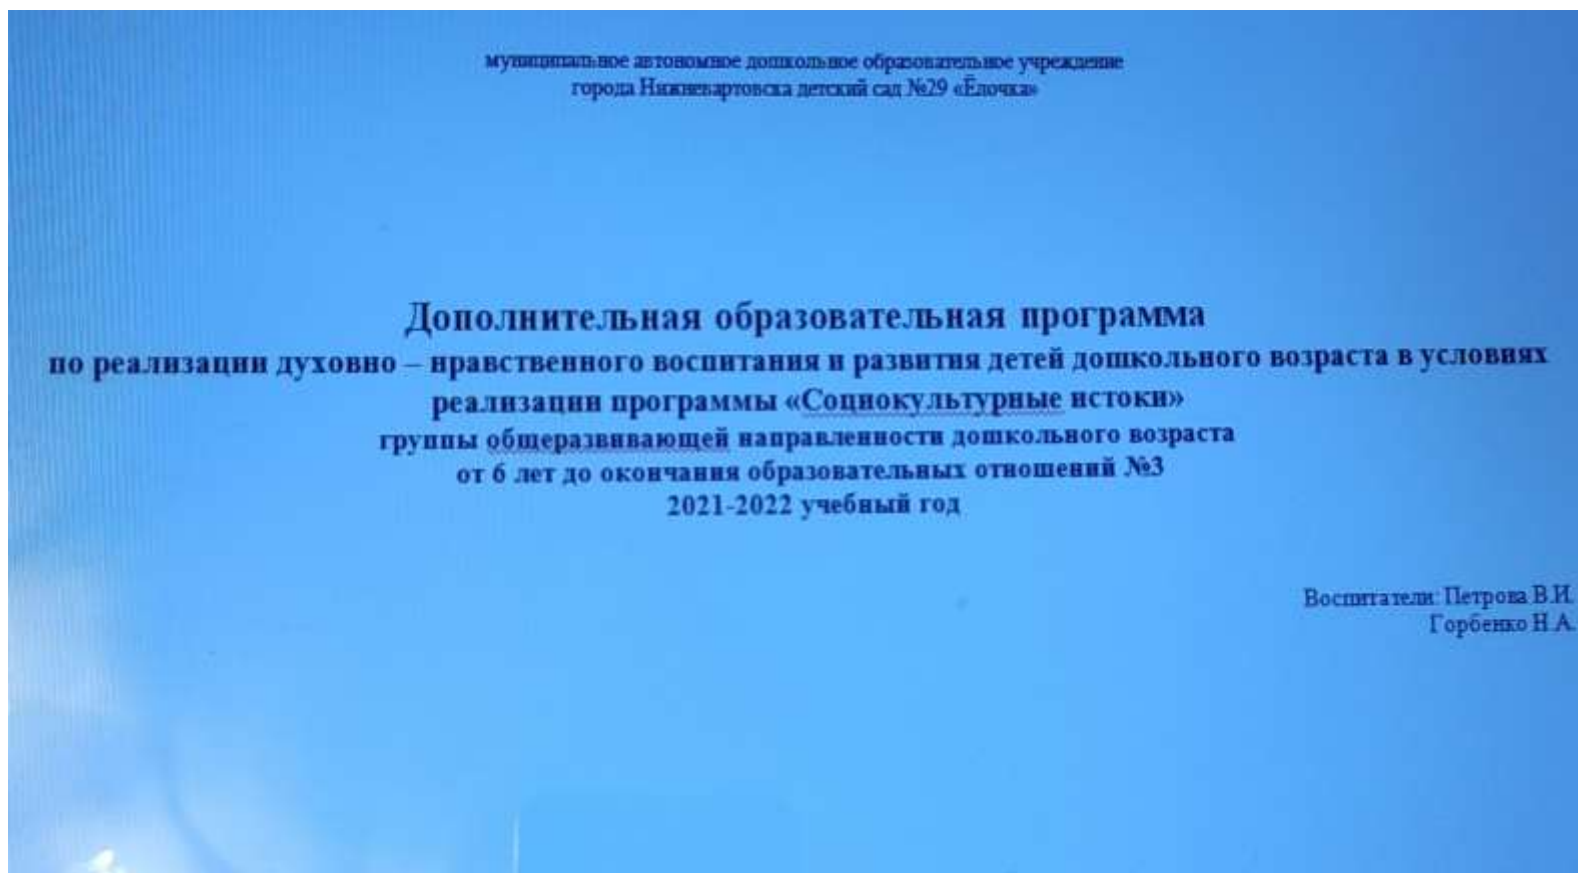 муниципальное автономное дошкольное образовательное учреждение
города Нижневартовска детский сад №29 «Ёлочка»
Дополнительная образовательная программа
по реализации духовно – нравственного воспитания и развития детей дошкольного возраста в условиях
реализации программы «Социокультурные истоки»
группы общеразвивающей направленности дошкольного возраста
от 6 лет до окончания образовательных отношений №3
2021-2022 учебный год
Воспитатели: Петрова В.И.
Горбенко Н.А.